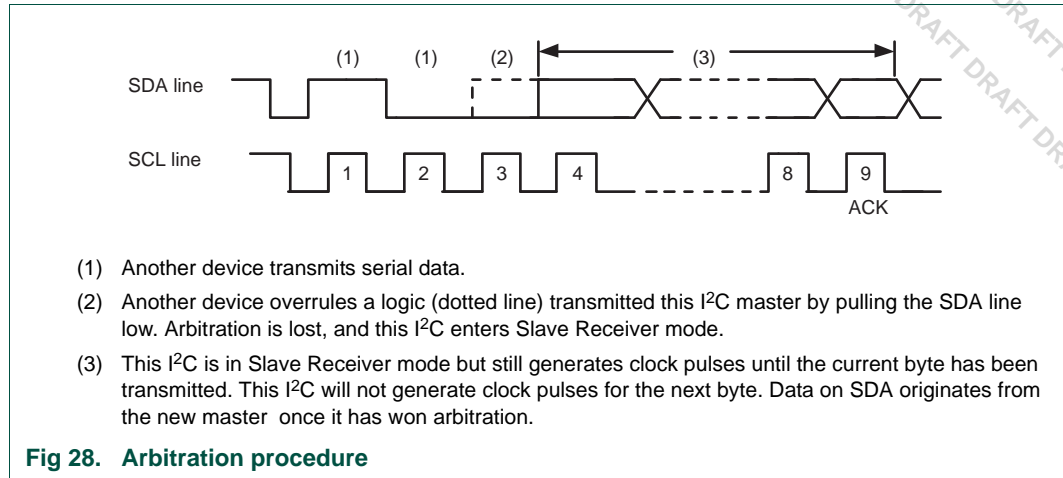 DRAFT DRAFT DRAFT DR
DRAFT DRAFT
(1) (1) (2) (3)
SDA line
SCL line
1 2 3 4 8 9
ACK
(1) Another device transmits serial data.
(2) Another device overrules a logic (dotted line) transmitted this I2C master by pulling the SDA line
low. Arbitration is lost, and this I2C enters Slave Receiver mode.
(3) This I2C is in Slave Receiver mode but still generates clock pulses until the current byte has been
transmitted. This I2C will not generate clock pulses for the next byte. Data on SDA originates from
the new master once it has won arbitration.
Fig 28. Arbitration procedure